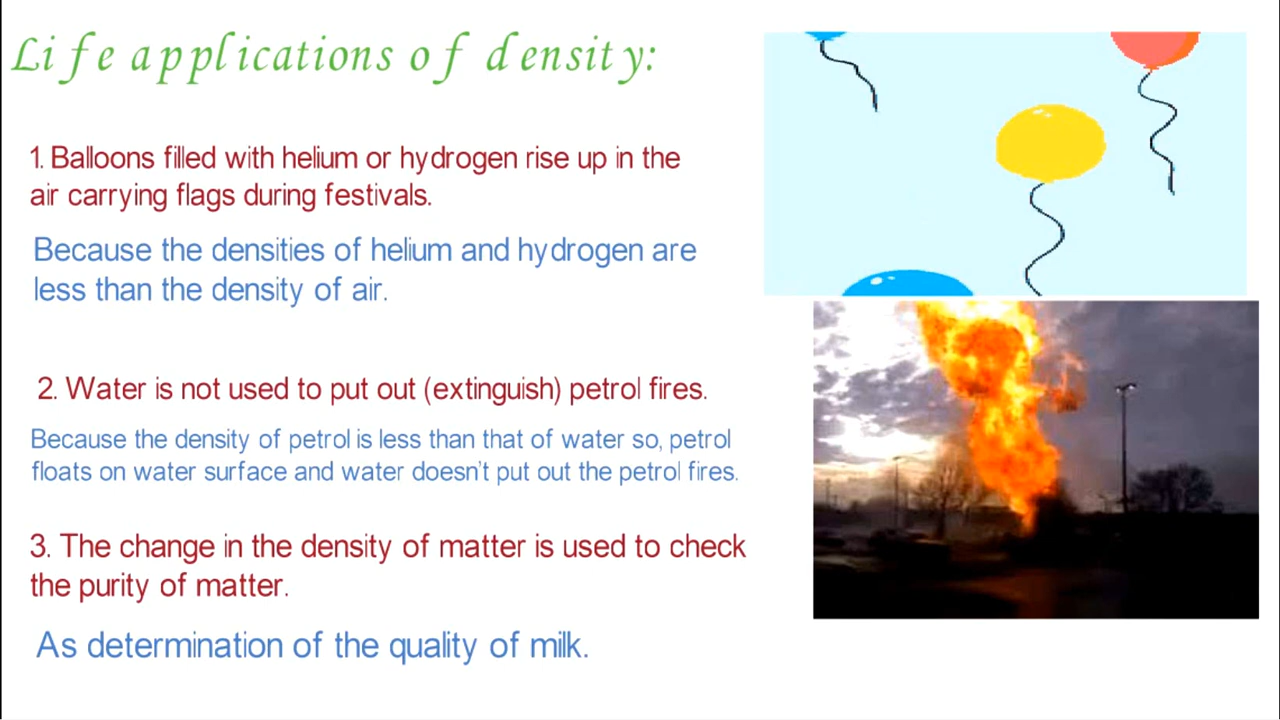 Life applications of density:
1. Balloons filled with helium or hydrogen rise up in the
air carrying flags during festivals.
Because the densities of helium and hydrogen are
less than the density of air.
2. Water is not used to put out (extinguish) petrol fires.
Because the density of petrol is less than that of water so, petrol
floats on water surface and water doesn't put out the petrol fires.
3. The change in the density of matter is used to check
the purity of matter.
As determination of the quality of milk.